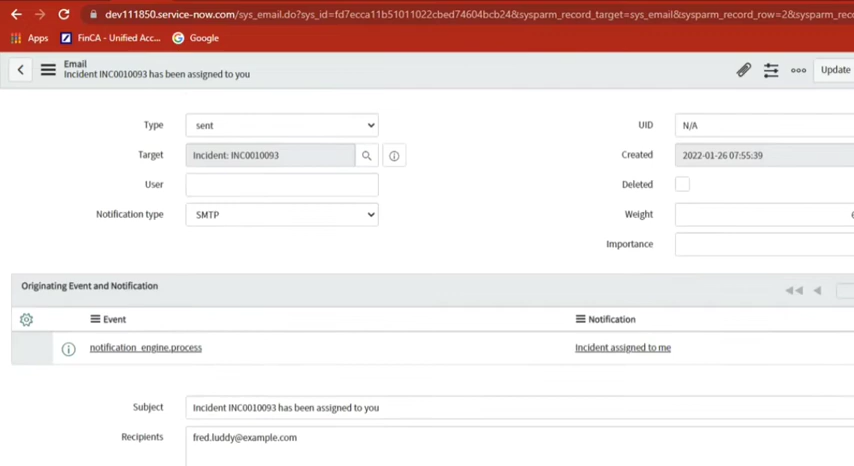 dev111850.service-now.com/sys_email.do?sys_id=fd7ecca11b51011022cbed74604bcb24&sysparm_record_target=sys_email&sysparm_record_row=2&sysparm_reco
Apps FinCA - Unified Acc... Google
Email
Incident INC0010093 has been assigned to you
Update
Type sent UID N/A
Target Incident: INC0010093 Created 2022-01-26 07:55:39
User Deleted
Notification type SMTP Weight
Importance
Originating Event and Notification
Event Notification
notification_engine.process Incident assigned to me
Subject Incident INC0010093 has been assigned to you
Recipients fred.luddy@example.com